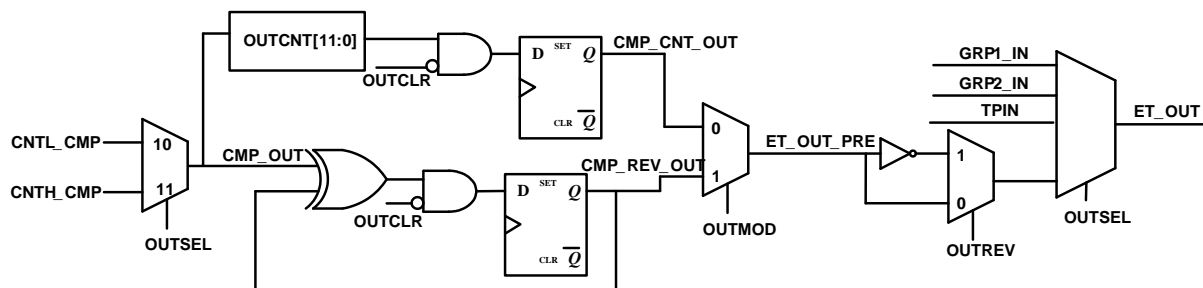 OUTCNT[11:0]
OUTCLR
D SET Q
CLR Q
CMP_CNT_OUT
CNTL_CMP
CNTH_CMP
10
11
OUTSEL
CMP_OUT
OUTCLR
D SET Q
CLR Q
CMP_REV_OUT
0
1
OUTMOD
ET_OUT_PRE
1
0
OUTREV
GRP1_IN
GRP2_IN
TPIN
OUTSEL
ET_OUT